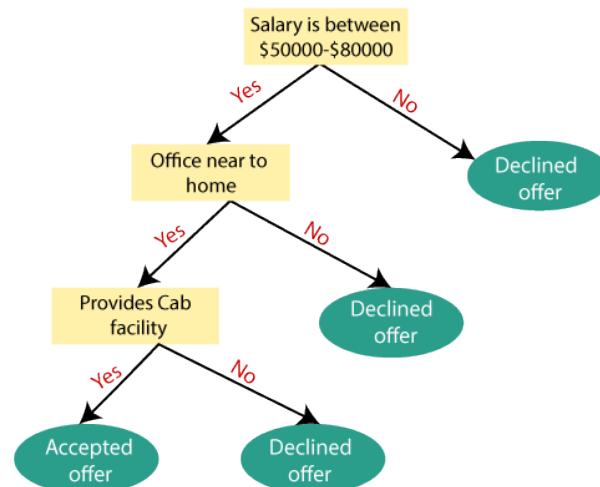 Salary is between
$50000-$80000
Yes
No
Office near to
home
Declined
offer
Yes
No
Provides Cab
facility
Declined
offer
Yes
No
Accepted
offer
Declined
offer